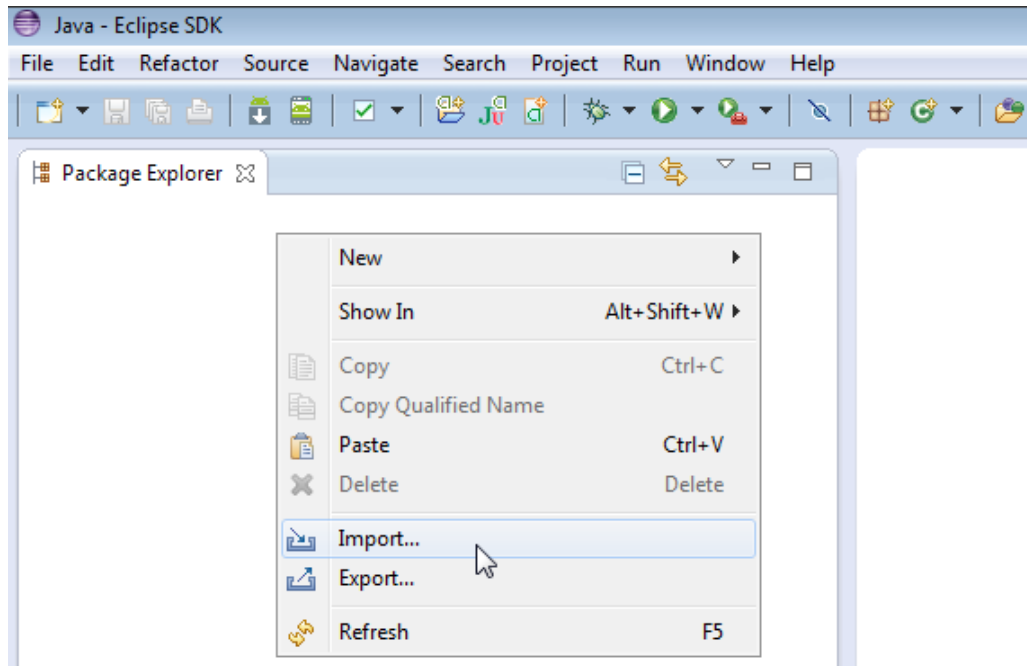 Java - Eclipse SDK
File Edit Refactor Source Navigate Search Project Run Window Help
Package Explorer
New
Show In Alt+Shift+W
Copy Ctrl+C
Copy Qualified Name
Paste Ctrl+V
Delete Delete
Import...
Export...
Refresh F5